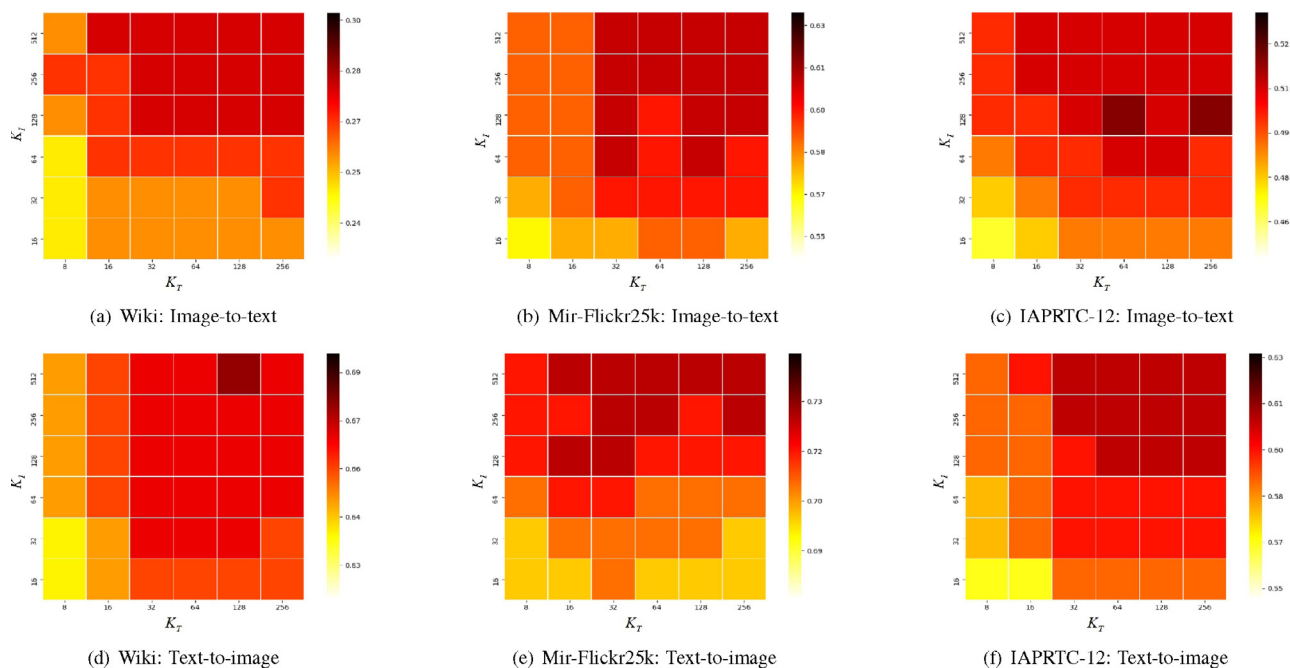 0.30
0.28
0.27
0.25
0.24
512
256
128
64
32
16
K_I
8 16 32 64 128 256
K_T
(a) Wiki: Image-to-text
0.63
0.61
0.60
0.58
0.57
0.55
512
256
128
64
32
16
K_I
8 16 32 64 128 256
K_T
(b) Mir-Flickr25k: Image-to-text
0.52
0.51
0.49
0.48
0.46
512
256
128
64
32
16
K_I
8 16 32 64 128 256
K_T
(c) IAPRTC-12: Image-to-text
0.69
0.67
0.66
0.64
0.63
512
256
128
64
32
16
K_I
8 16 32 64 128 256
K_T
(d) Wiki: Text-to-image
0.73
0.72
0.70
0.69
512
256
128
64
32
16
K_I
8 16 32 64 128 256
K_T
(e) Mir-Flickr25k: Text-to-image
0.63
0.61
0.60
0.58
0.57
0.55
512
256
128
64
32
16
K_I
8 16 32 64 128 256
K_T
(f) IAPRTC-12: Text-to-image